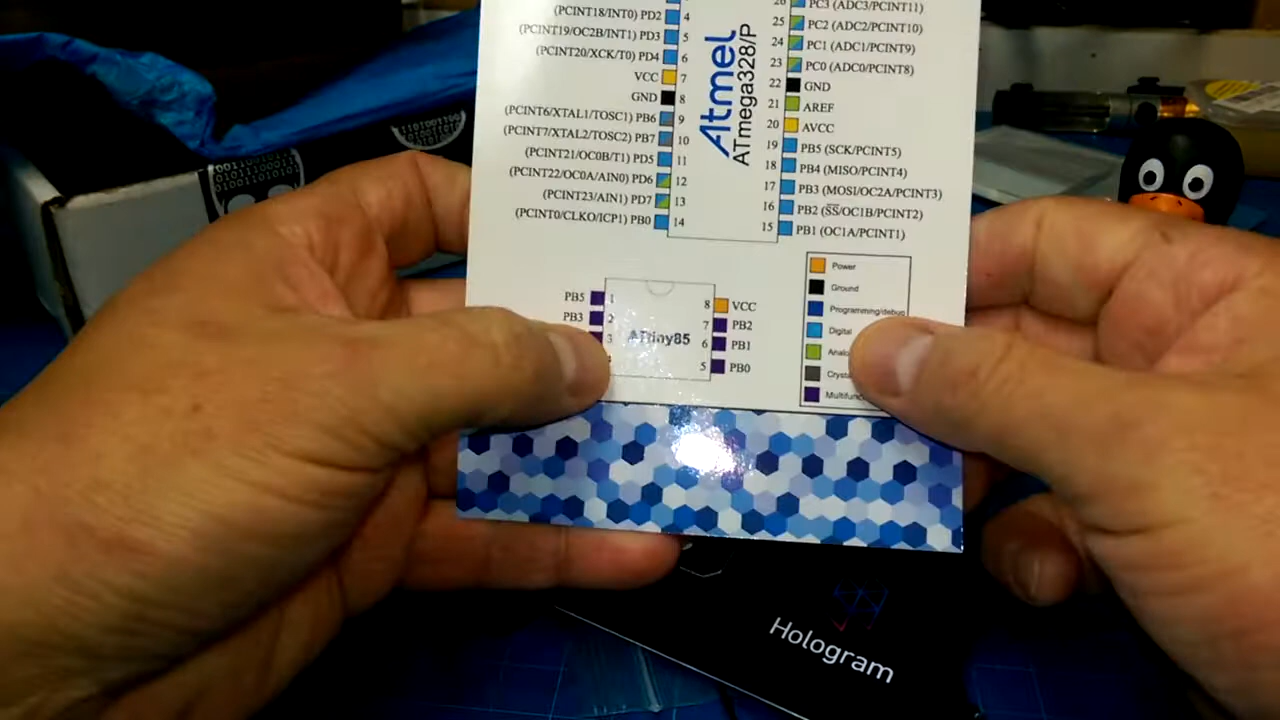 26 PC3 (ADC3/PCINT11)
(PCINT18/INT0) PD2 4
25 PC2 (ADC2/PCINT10)
(PCINT19/OC2B/INT1) PD3 5
24 PC1 (ADC1/PCINT9)
(PCINT20/XCK/T0) PD4 6
23 PC0 (ADC0/PCINT8)
VCC 7
22 GND
GND 8
21 AREF
(PCINT6/XTAL1/TOSC1) PB6 9
20 AVCC
(PCINT7/XTAL2/TOSC2) PB7 10
19 PB5 (SCK/PCINT5)
(PCINT21/OC0B/T1) PD5 11
18 PB4 (MISO/PCINT4)
(PCINT22/OC0A/AIN0) PD6 12
17 PB3 (MOSI/OC2A/PCINT3)
(PCINT23/AIN1) PD7 13
16 PB2 (SS/OC1B/PCINT2)
(PCINT0/CLKO/ICP1) PB0 14
15 PB1 (OC1A/PCINT1)
Atmel
ATmega328/P
PB5 1
8 VCC
PB3 2
7 PB2
3
6 PB1
5 PB0
ATtiny85
Power
Ground
Programming/debug
Digital
Hologram